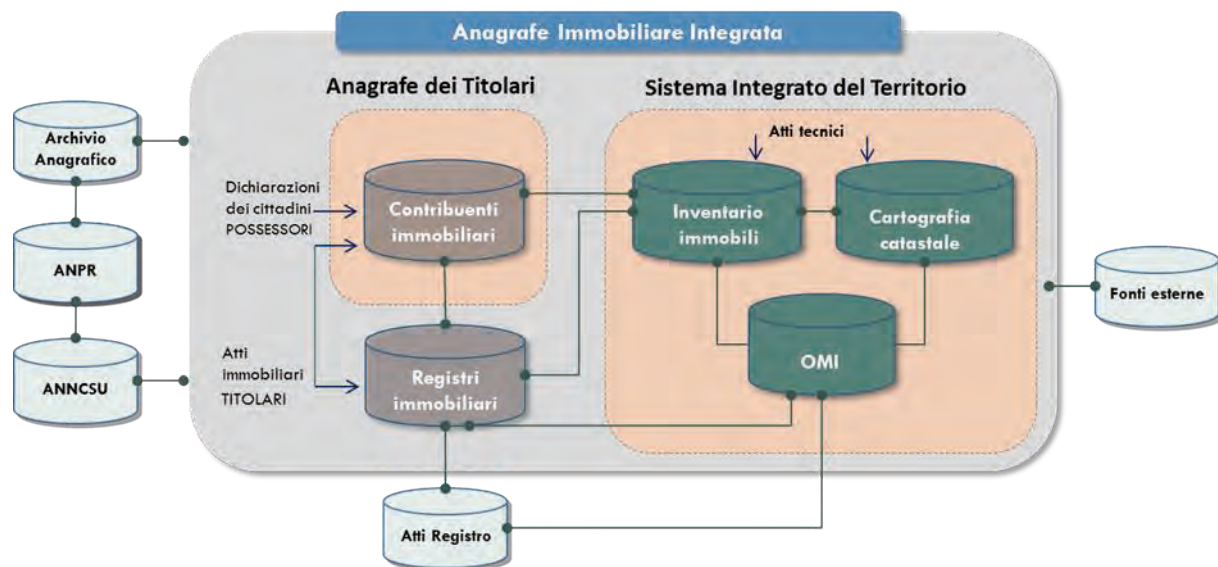 Anagrafe Immobiliare Integrata
Anagrafe dei Titolari
Sistema Integrato del Territorio
Archivio
Anagrafico
ANPR
ANNCSU
Dichiarazioni
dei cittadini
POSSESSORI
Atti
immobiliari
TITOLARI
Contribuenti
immobiliari
Registri
immobiliari
Atti tecnici
Inventario
immobili
Cartografia
catastale
OMI
Fonti esterne
Atti Registro